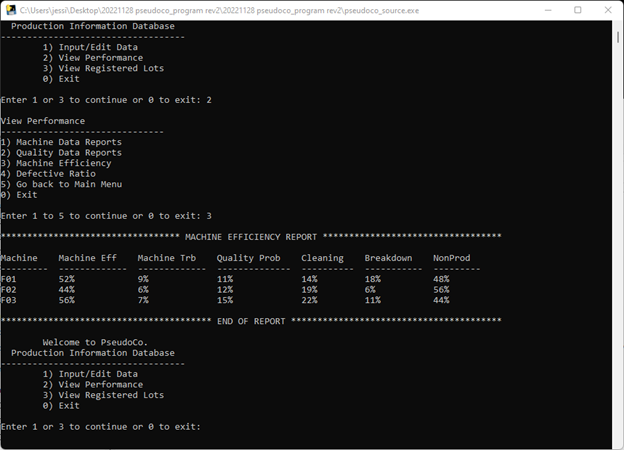 C:\Users\jessi\Desktop\20221128 pseudoco_program rev2\20221128 pseudoco_program rev2\pseudoco_source.exe
Production Information Database
-----------------------------------
1) Input/Edit Data
2) View Performance
3) View Registered Lots
0) Exit
Enter 1 or 3 to continue or 0 to exit: 2
View Performance
-------------------------------
1) Machine Data Reports
2) Quality Data Reports
3) Machine Efficiency
4) Defective Ratio
5) Go back to Main Menu
0) Exit
Enter 1 to 5 to continue or 0 to exit: 3
********************************** MACHINE EFFICIENCY REPORT **********************************
Machine Machine Eff Machine Trb Quality Prob Cleaning Breakdown NonProd
--------- ------------- ----------- ------------ ---------- ----------- ---------
F01 52% 9% 11% 14% 18% 48%
F02 44% 6% 12% 19% 6% 56%
F03 56% 7% 15% 22% 11% 44%
**************************************** END OF REPORT ****************************************
Welcome to PseudoCo.
Production Information Database
-----------------------------------
1) Input/Edit Data
2) View Performance
3) View Registered Lots
0) Exit
Enter 1 or 3 to continue or 0 to exit: